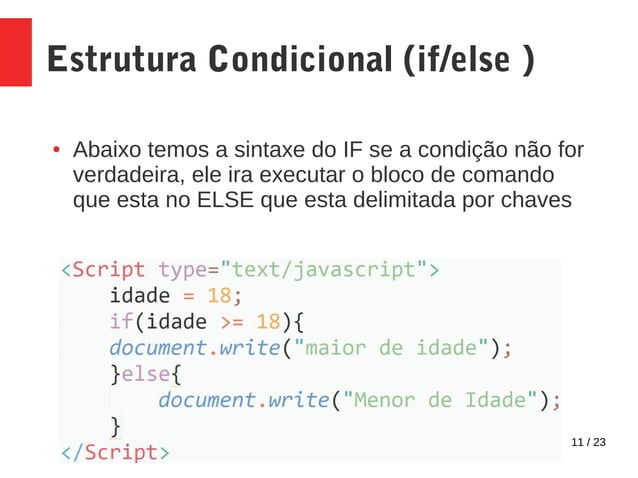 Estrutura Condicional (if/else )
• Abaixo temos a sintaxe do IF se a condição não for
verdadeira, ele ira executar o bloco de comando
que esta no ELSE que esta delimitada por chaves
<Script type="text/javascript">
    idade = 18;
    if(idade >= 18){
    document.write("maior de idade");
    }else{
        document.write("Menor de Idade");
    }
</Script>
11 / 23